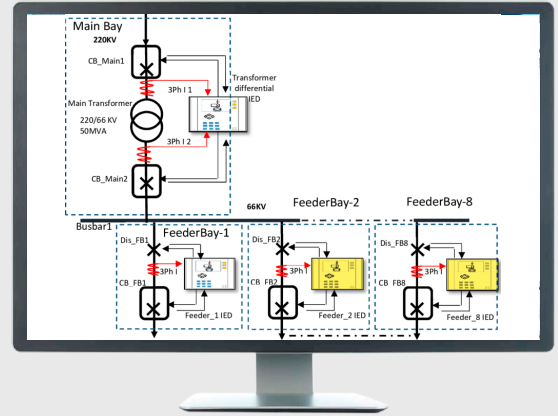 Main Bay
220KV
CB_Main1
Transformer
differential
IED
3Ph I 1
Main Transformer
220/66 KV
50MVA
3Ph I 2
CB_Main2
66KV
FeederBay-2
FeederBay-8
Busbar1
FeederBay-1
Dis_FB1
Dis_FB2
Dis_FB8
3Ph I
3Ph I
3Ph I
CB_FB1
CB_FB2
CB_FB8
Feeder_1 IED
Feeder_2 IED
Feeder_8 IED